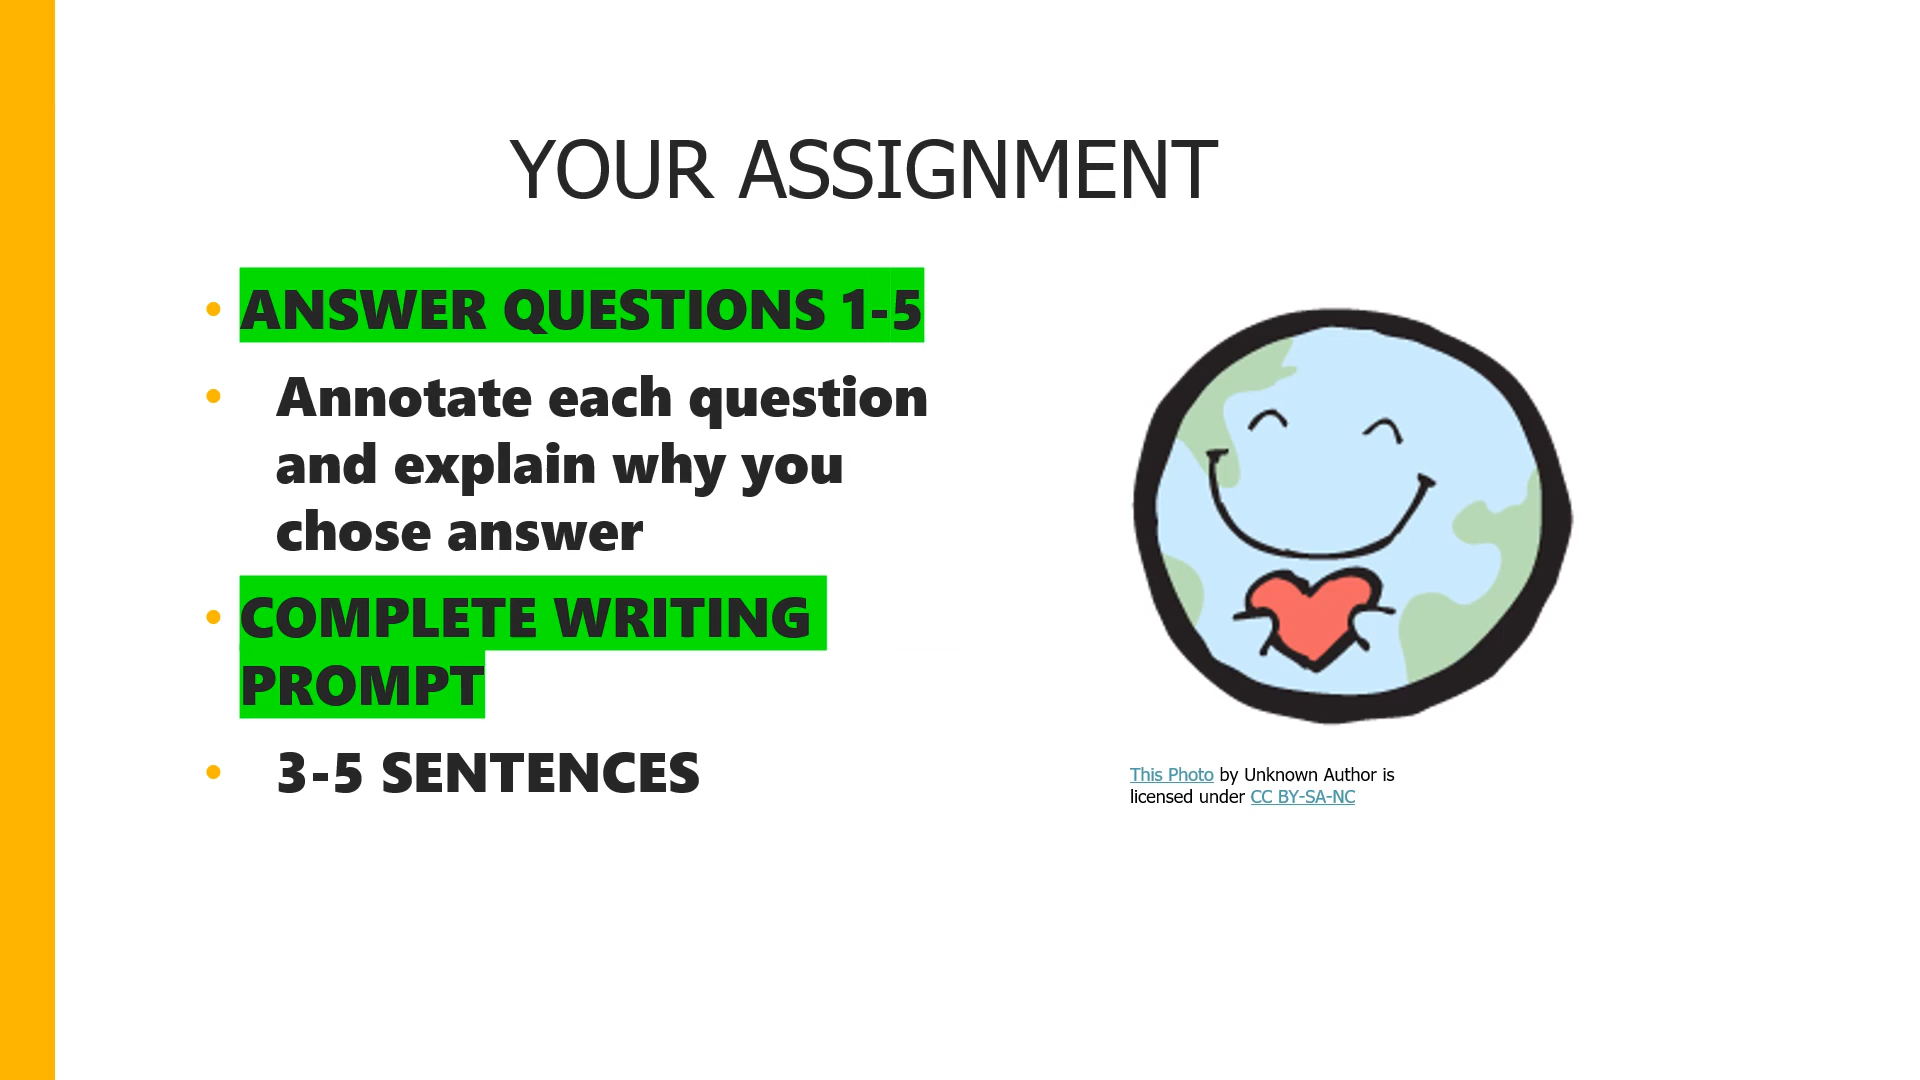 YOUR ASSIGNMENT
• ANSWER QUESTIONS 1-5
• Annotate each question
and explain why you
chose answer
• COMPLETE WRITING
PROMPT
• 3-5 SENTENCES
This Photo by Unknown Author is
licensed under CC BY-SA-NC